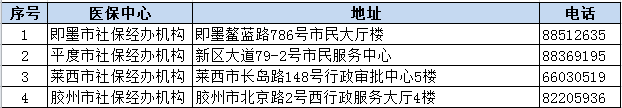 序号 医保中心 地址 电话
1 即墨市社保经办机构 即墨鳌蓝路786号市民大厅楼 88512635
2 平度市社保经办机构 新区大道79-2号市民服务中心 88369195
3 莱西市社保经办机构 莱西市长岛路148号行政审批中心5楼 66030519
4 胶州市社保经办机构 胶州市北京路2号西行政服务大厅4楼 82205936